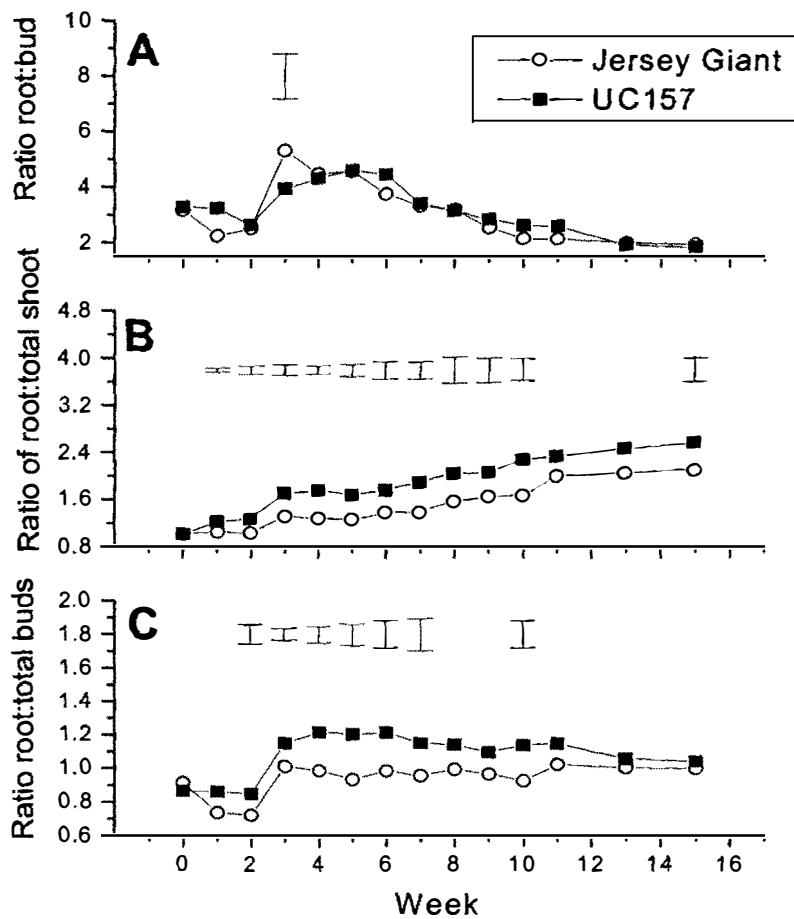 A
Ratio root:bud
10
8
6
4
2
Jersey Giant
UC157
B
Ratio of root:total shoot
4.8
4.0
3.2
2.4
1.6
0.8
C
Ratio root:total buds
2.0
1.8
1.6
1.4
1.2
1.0
0.8
0.6
0 2 4 6 8 10 12 14 16
Week